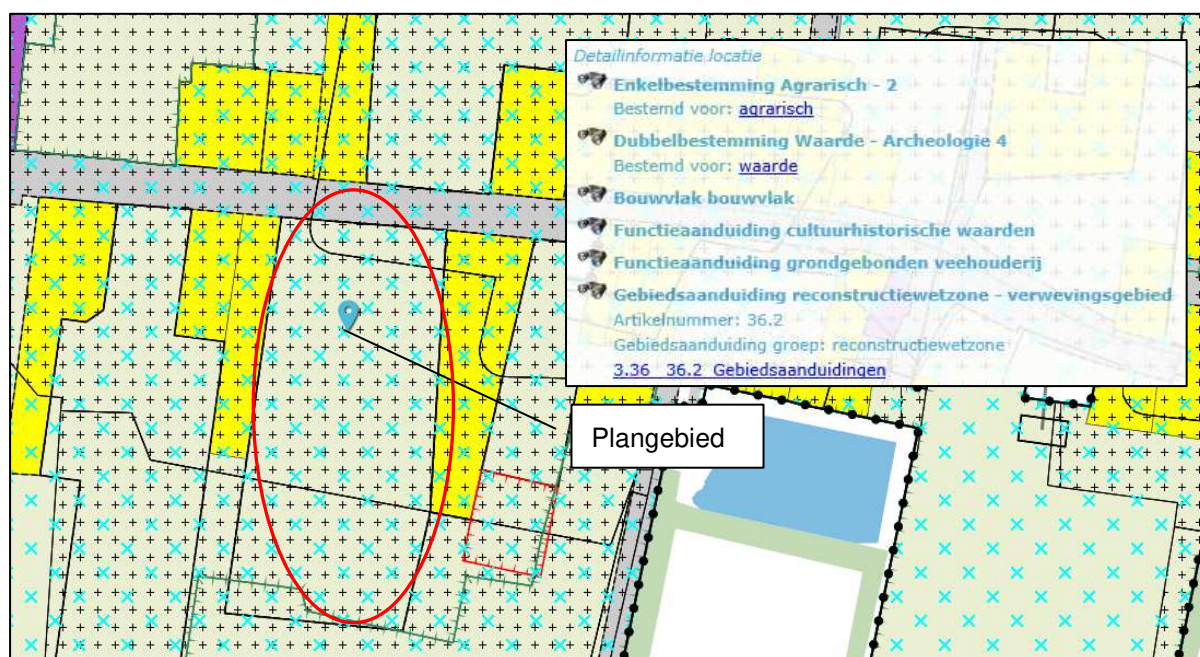 Detailinformatie locatie
Enkelbestemming Agrarisch - 2
Bestemd voor: agrarisch
Dubbelbestemming Waarde - Archeologie 4
Bestemd voor: waarde
Bouwvlak bouwvlak
Functieaanduiding cultuurhistorische waarden
Functieaanduiding grondgebonden veehouderij
Gebiedsaanduiding reconstructiewetzone - verwevingsgebied
Artikelnummer: 36.2
Gebiedsaanduiding groep: reconstructiewetzone
3.36 36.2 Gebiedsaanduidingen
Plangebied